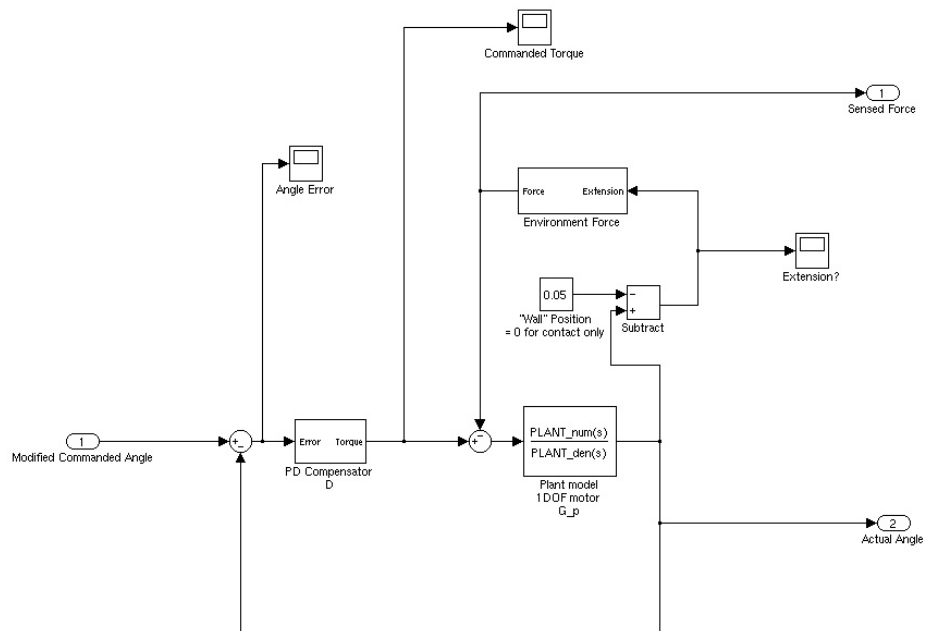 Commanded Torque
1
Sensed Force
Angle Error
Force Extension
Environment Force
Extension?
0.05
−
+
"Wall" Position
= 0 for contact only
Subtract
1
Modified Commanded Angle
+
−
Error Torque
PD Compensator
D
−
+
PLANT_num(s)
PLANT_den(s)
Plant model
1DOF motor
G_p
2
Actual Angle